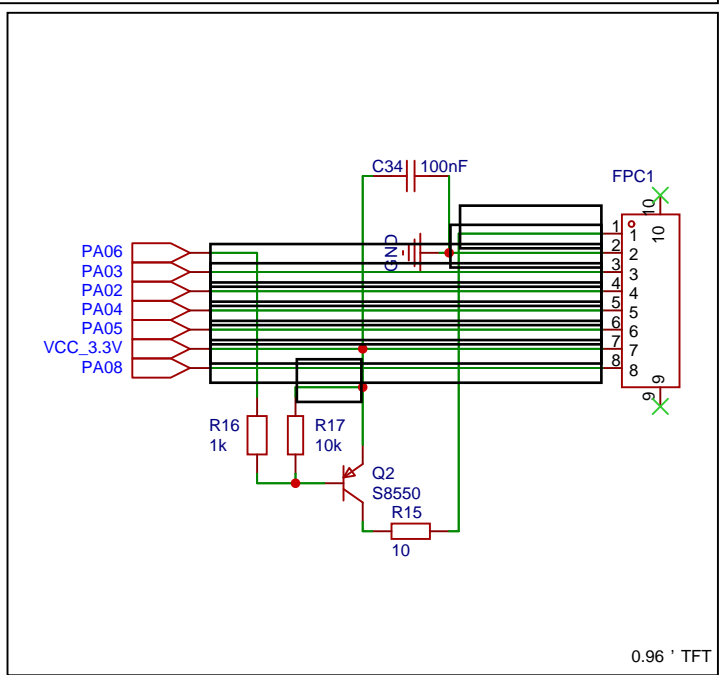 C34 100nF
FPC1
10
10
1 1
PA06 GND 2 2
PA03 3 3
PA02 4 4
PA04 5 5
PA05 6 6
VCC_3.3V 7 7
PA08 8 8
9
9
R16 R17
1k 10k
Q2
S8550
R15
10
0.96 ' TFT